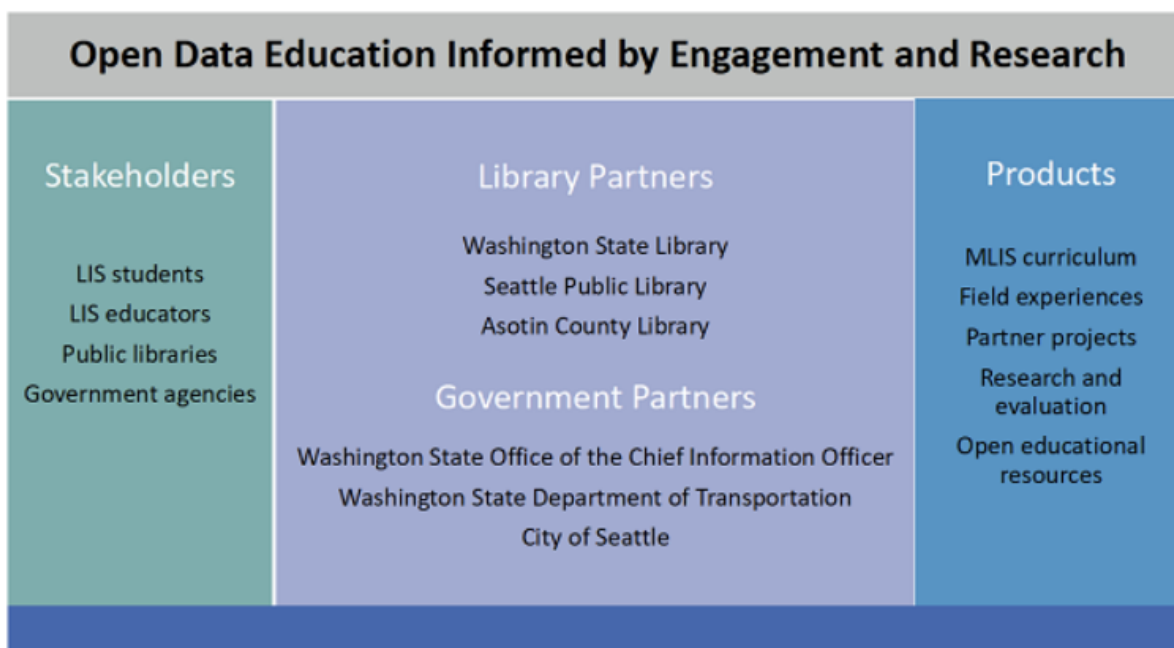 Open Data Education Informed by Engagement and Research
Stakeholders
LIS students
LIS educators
Public libraries
Government agencies
Library Partners
Washington State Library
Seattle Public Library
Asotin County Library
Government Partners
Washington State Office of the Chief Information Officer
Washington State Department of Transportation
City of Seattle
Products
MLIS curriculum
Field experiences
Partner projects
Research and
evaluation
Open educational
resources